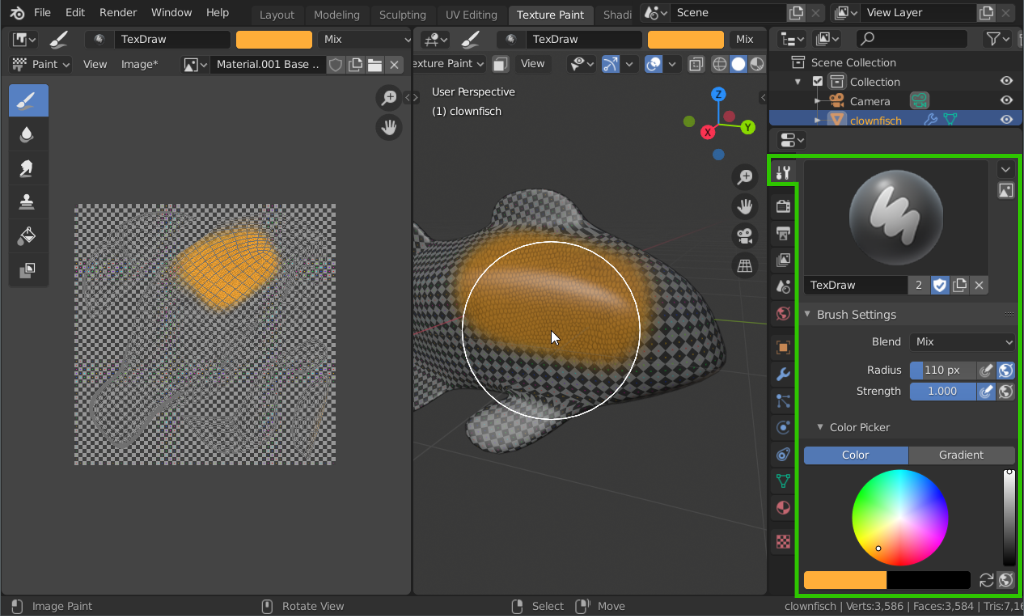 File Edit Render Window Help Layout Modeling Sculpting UV Editing Texture Paint Shadi Scene View Layer
TexDraw Mix TexDraw Mix
Paint View Image* Material.001 Base .. exture Paint View
Scene Collection
Collection
Camera
clownfisch
User Perspective
(1) clownfisch
Z
Y
X
TexDraw 2
Brush Settings
Blend Mix
Radius 110 px
Strength 1.000
Color Picker
Color Gradient
Image Paint Rotate View Select Move clownfisch | Verts:3,586 | Faces:3,584 | Tris:7,1